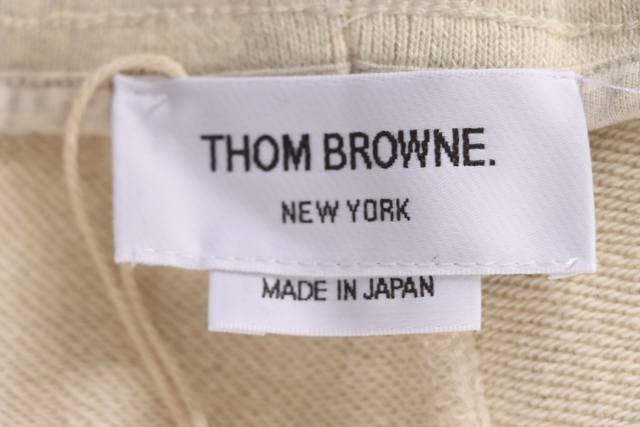 THOM BROWNE.
NEW YORK
MADE IN JAPAN